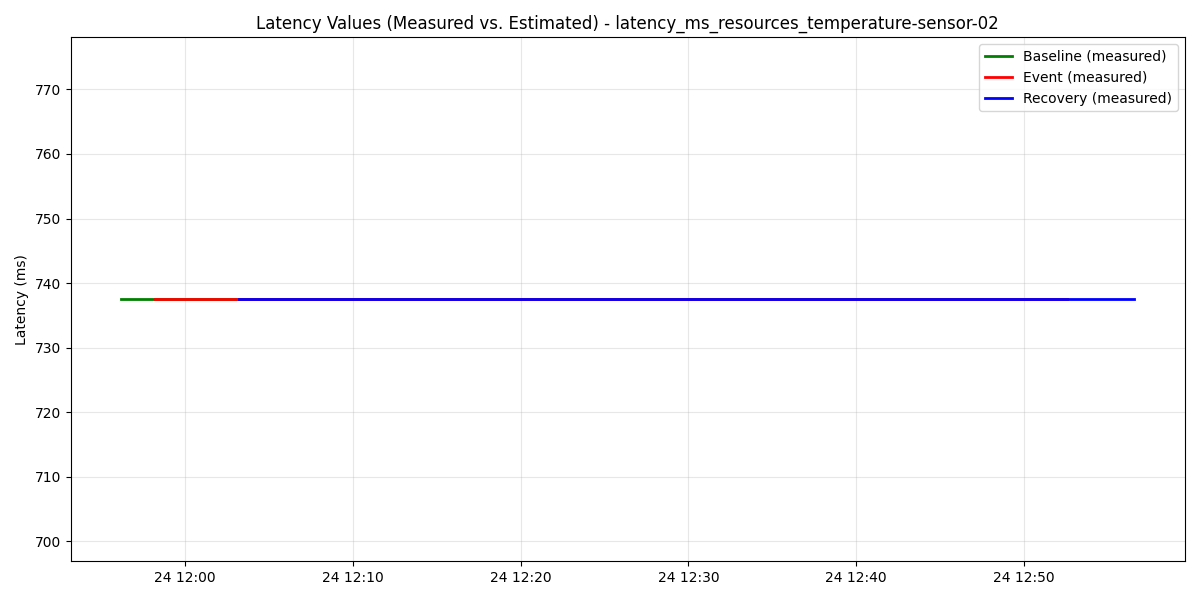 Latency Values (Measured vs. Estimated) - latency_ms_resources_temperature-sensor-02
Baseline (measured)
Event (measured)
Recovery (measured)
Latency (ms)
770
760
750
740
730
720
710
700
24 12:00
24 12:10
24 12:20
24 12:30
24 12:40
24 12:50